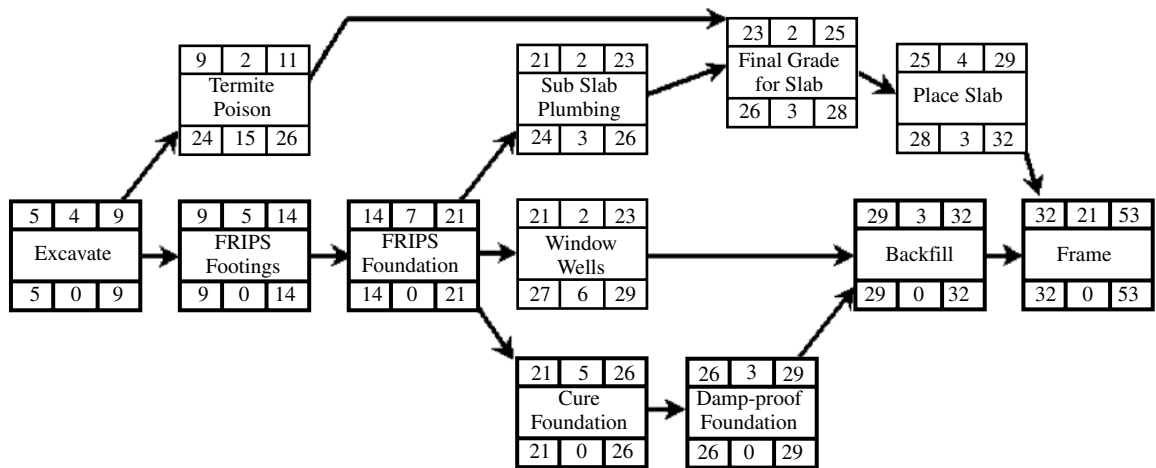 23 2 25
Final Grade
for Slab
26 3 28
9 2 11
Termite
Poison
24 15 26
21 2 23
Sub Slab
Plumbing
24 3 26
25 4 29
Place Slab
28 3 32
5 4 9
Excavate
5 0 9
9 5 14
FRIPS
Footings
9 0 14
14 7 21
FRIPS
Foundation
14 0 21
21 2 23
Window
Wells
27 6 29
29 3 32
Backfill
29 0 32
32 21 53
Frame
32 0 53
21 5 26
Cure
Foundation
21 0 26
26 3 29
Damp-proof
Foundation
26 0 29